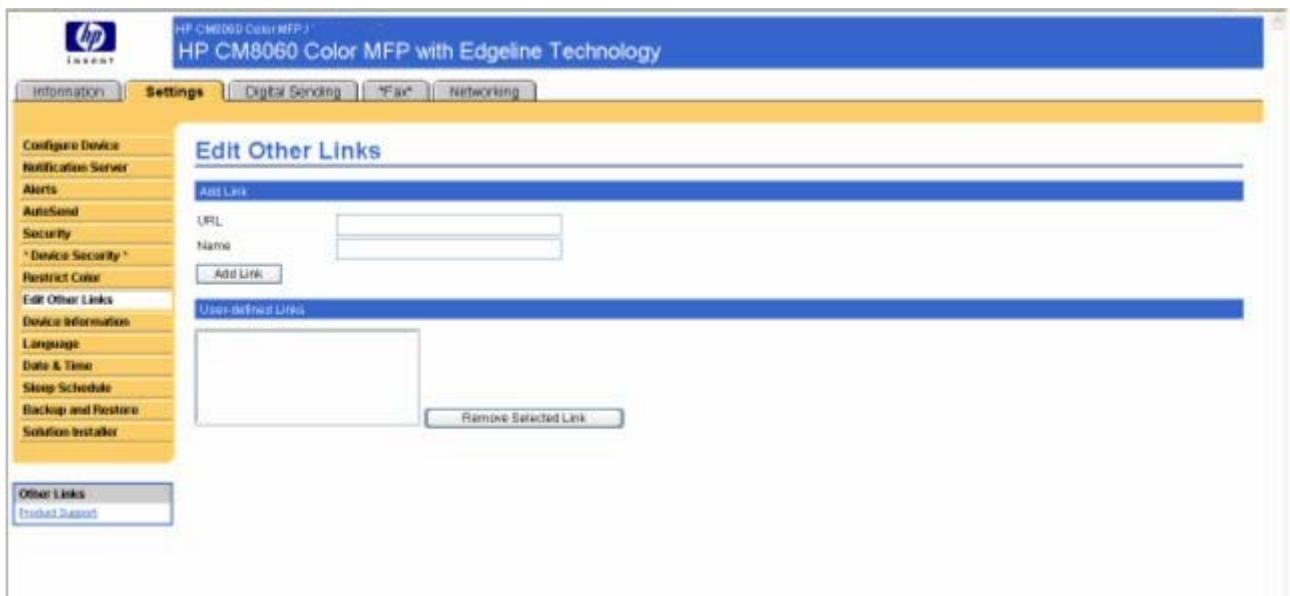 hp
invent
HP CM8060 Color MFP /
HP CM8060 Color MFP with Edgeline Technology
Information
Settings
Digital Sending
*Fax*
Networking
Configure Device
Notification Server
Alerts
AutoSend
Security
* Device Security *
Restrict Color
Edit Other Links
Device Information
Language
Date & Time
Sleep Schedule
Backup and Restore
Solution Installer
Other Links
Product Support
Edit Other Links
Add Link
URL
Name
Add Link
User-defined Links
Remove Selected Link